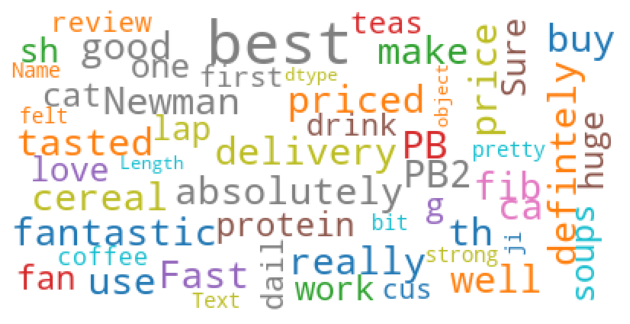 review
best
teas
buy
sh
good
make
Sure
price
Name
one
first
dtype
cat
Newman
priced
object
defintely
felt
tasted
lap
drink
delivery
PB
pretty
huge
love
Length
PB2
fib
cereal
absolutely
g
ca
fantastic
protein
bit
th
ji
soups
coffee
dail
really
strong
fan
use
Fast
Text
work
cus
well